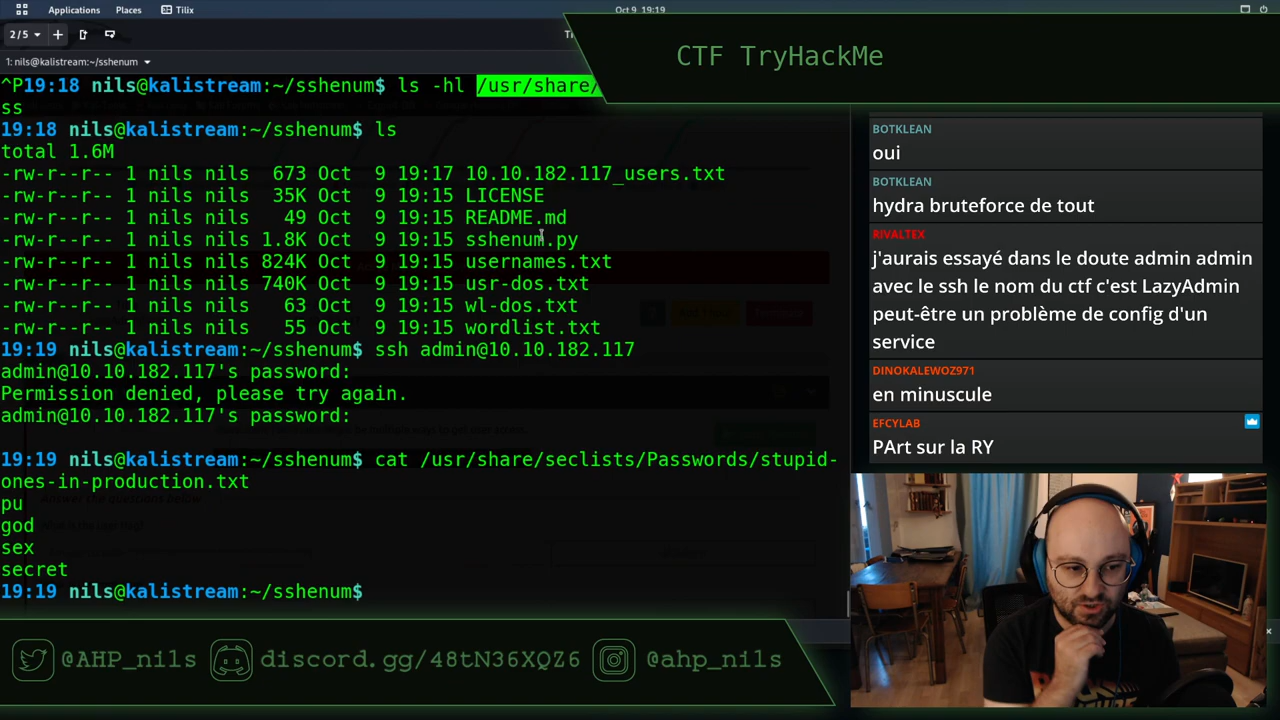 Applications Places Tilix
Oct 9 19:19
2/5
CTF TryHackMe
1: nils@kalistream:~/sshenum
^P19:18 nils@kalistream:~/sshenum$ ls -hl /usr/share/
ss
19:18 nils@kalistream:~/sshenum$ ls
total 1.6M
-rw-r--r-- 1 nils nils 673 Oct 9 19:17 10.10.182.117_users.txt
-rw-r--r-- 1 nils nils 35K Oct 9 19:15 LICENSE
-rw-r--r-- 1 nils nils 49 Oct 9 19:15 README.md
-rw-r--r-- 1 nils nils 1.8K Oct 9 19:15 sshenum.py
-rw-r--r-- 1 nils nils 824K Oct 9 19:15 usernames.txt
-rw-r--r-- 1 nils nils 740K Oct 9 19:15 usr-dos.txt
-rw-r--r-- 1 nils nils 63 Oct 9 19:15 wl-dos.txt
-rw-r--r-- 1 nils nils 55 Oct 9 19:15 wordlist.txt
19:19 nils@kalistream:~/sshenum$ ssh admin@10.10.182.117
admin@10.10.182.117's password:
Permission denied, please try again.
admin@10.10.182.117's password:
19:19 nils@kalistream:~/sshenum$ cat /usr/share/seclists/Passwords/stupid-
ones-in-production.txt
pu
god
sex
secret
19:19 nils@kalistream:~/sshenum$
BOTKLEAN
oui
BOTKLEAN
hydra bruteforce de tout
RIVALTEX
j'aurais essayé dans le doute admin admin
avec le ssh le nom du ctf c'est LazyAdmin
peut-être un problème de config d'un
service
DINOKALEWOZ971
en minuscule
EFCYLAB
PArt sur la RY
@AHP_nils discord.gg/48tN36XQZ6 @ahp_nils